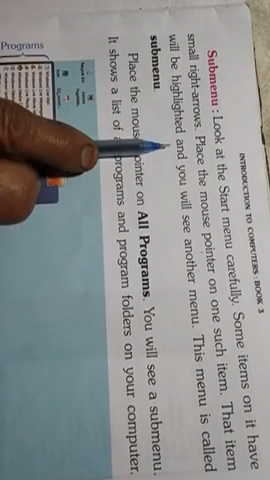 INTRODUCTION TO COMPUTERS : BOOK 3
Submenu : Look at the Start menu carefully. Some items on it have
small right-arrows. Place the mouse pointer on one such item. That item
will be highlighted and you will see another menu. This menu is called
submenu.
Place the mouse pointer on All Programs. You will see a submenu.
It shows a list of programs and program folders on your computer.
Programs